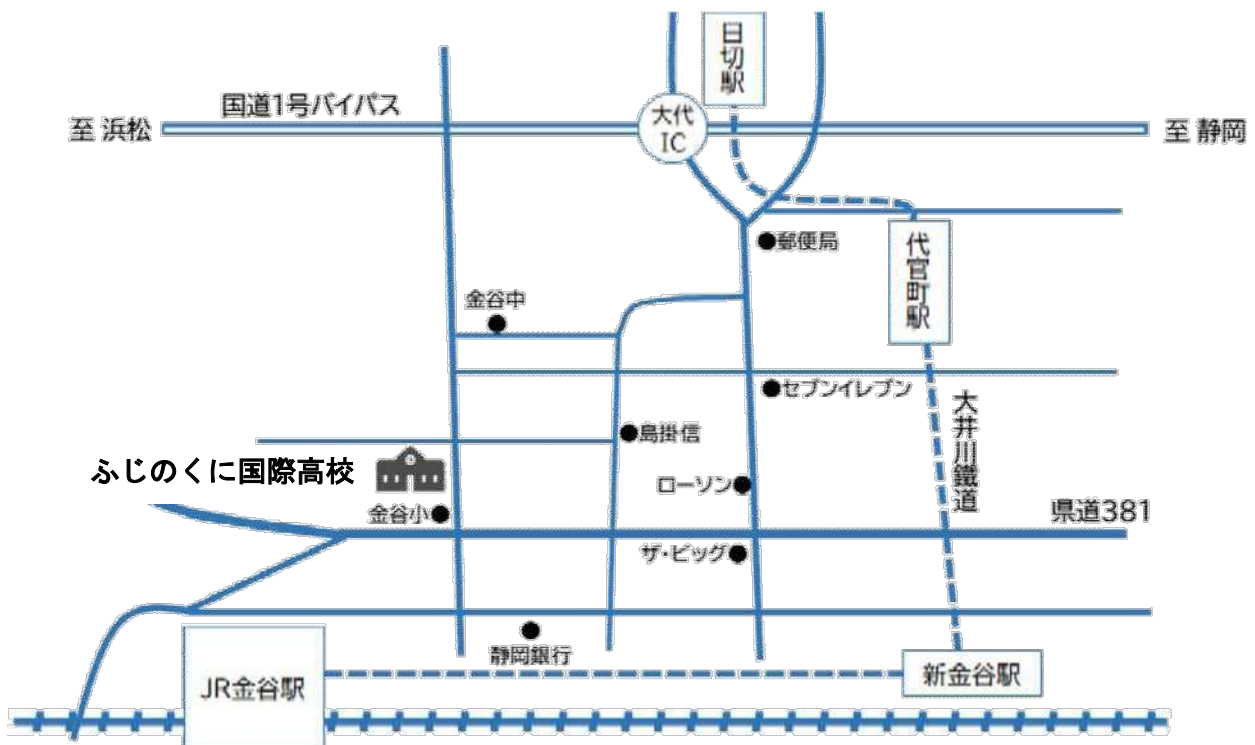 日切駅
国道1号バイパス
大代
IC
至 浜松
至 静岡
郵便局
代官町駅
金谷中
セブンイレブン
大井川鐵道
島掛信
ふじのくに国際高校
ローソン
金谷小
県道381
ザ・ビッグ
静岡銀行
JR金谷駅
新金谷駅